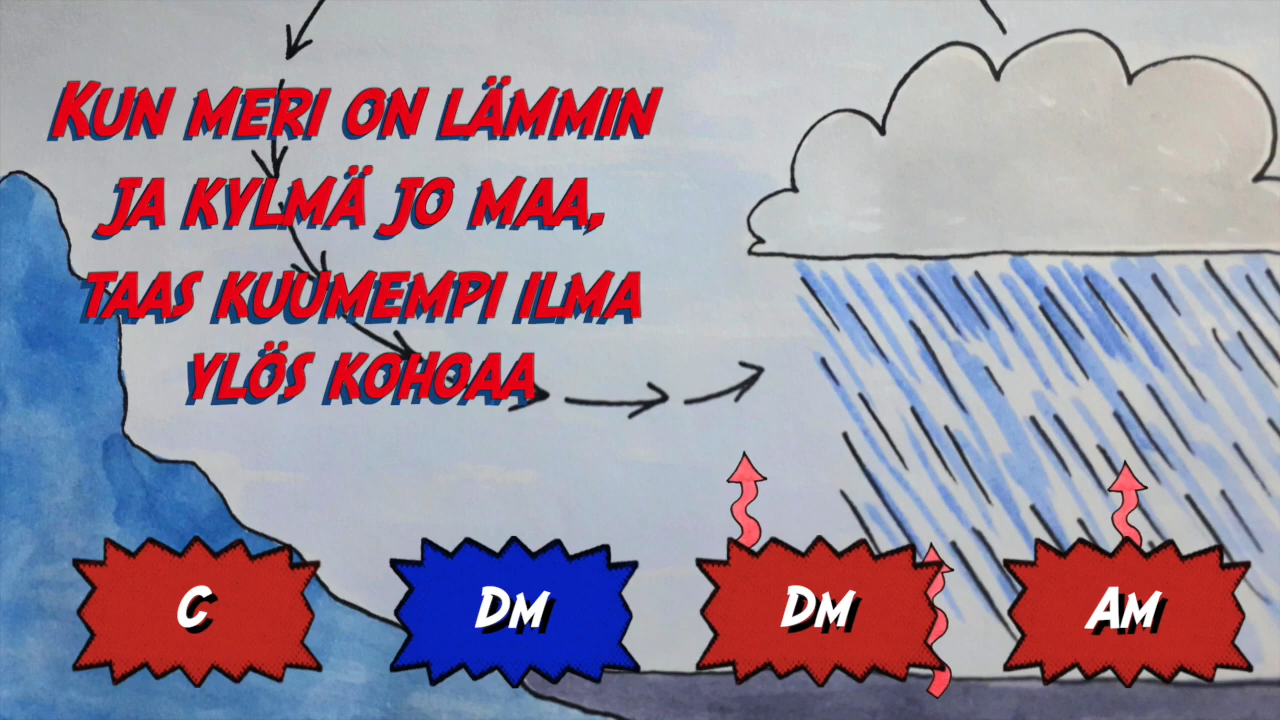 KUN MERI ON LÄMMIN
JA KYLMÄ JO MAA,
TAAS KUUMEMPI ILMA
YLÖS KOHOAA
C
DM
DM
AM